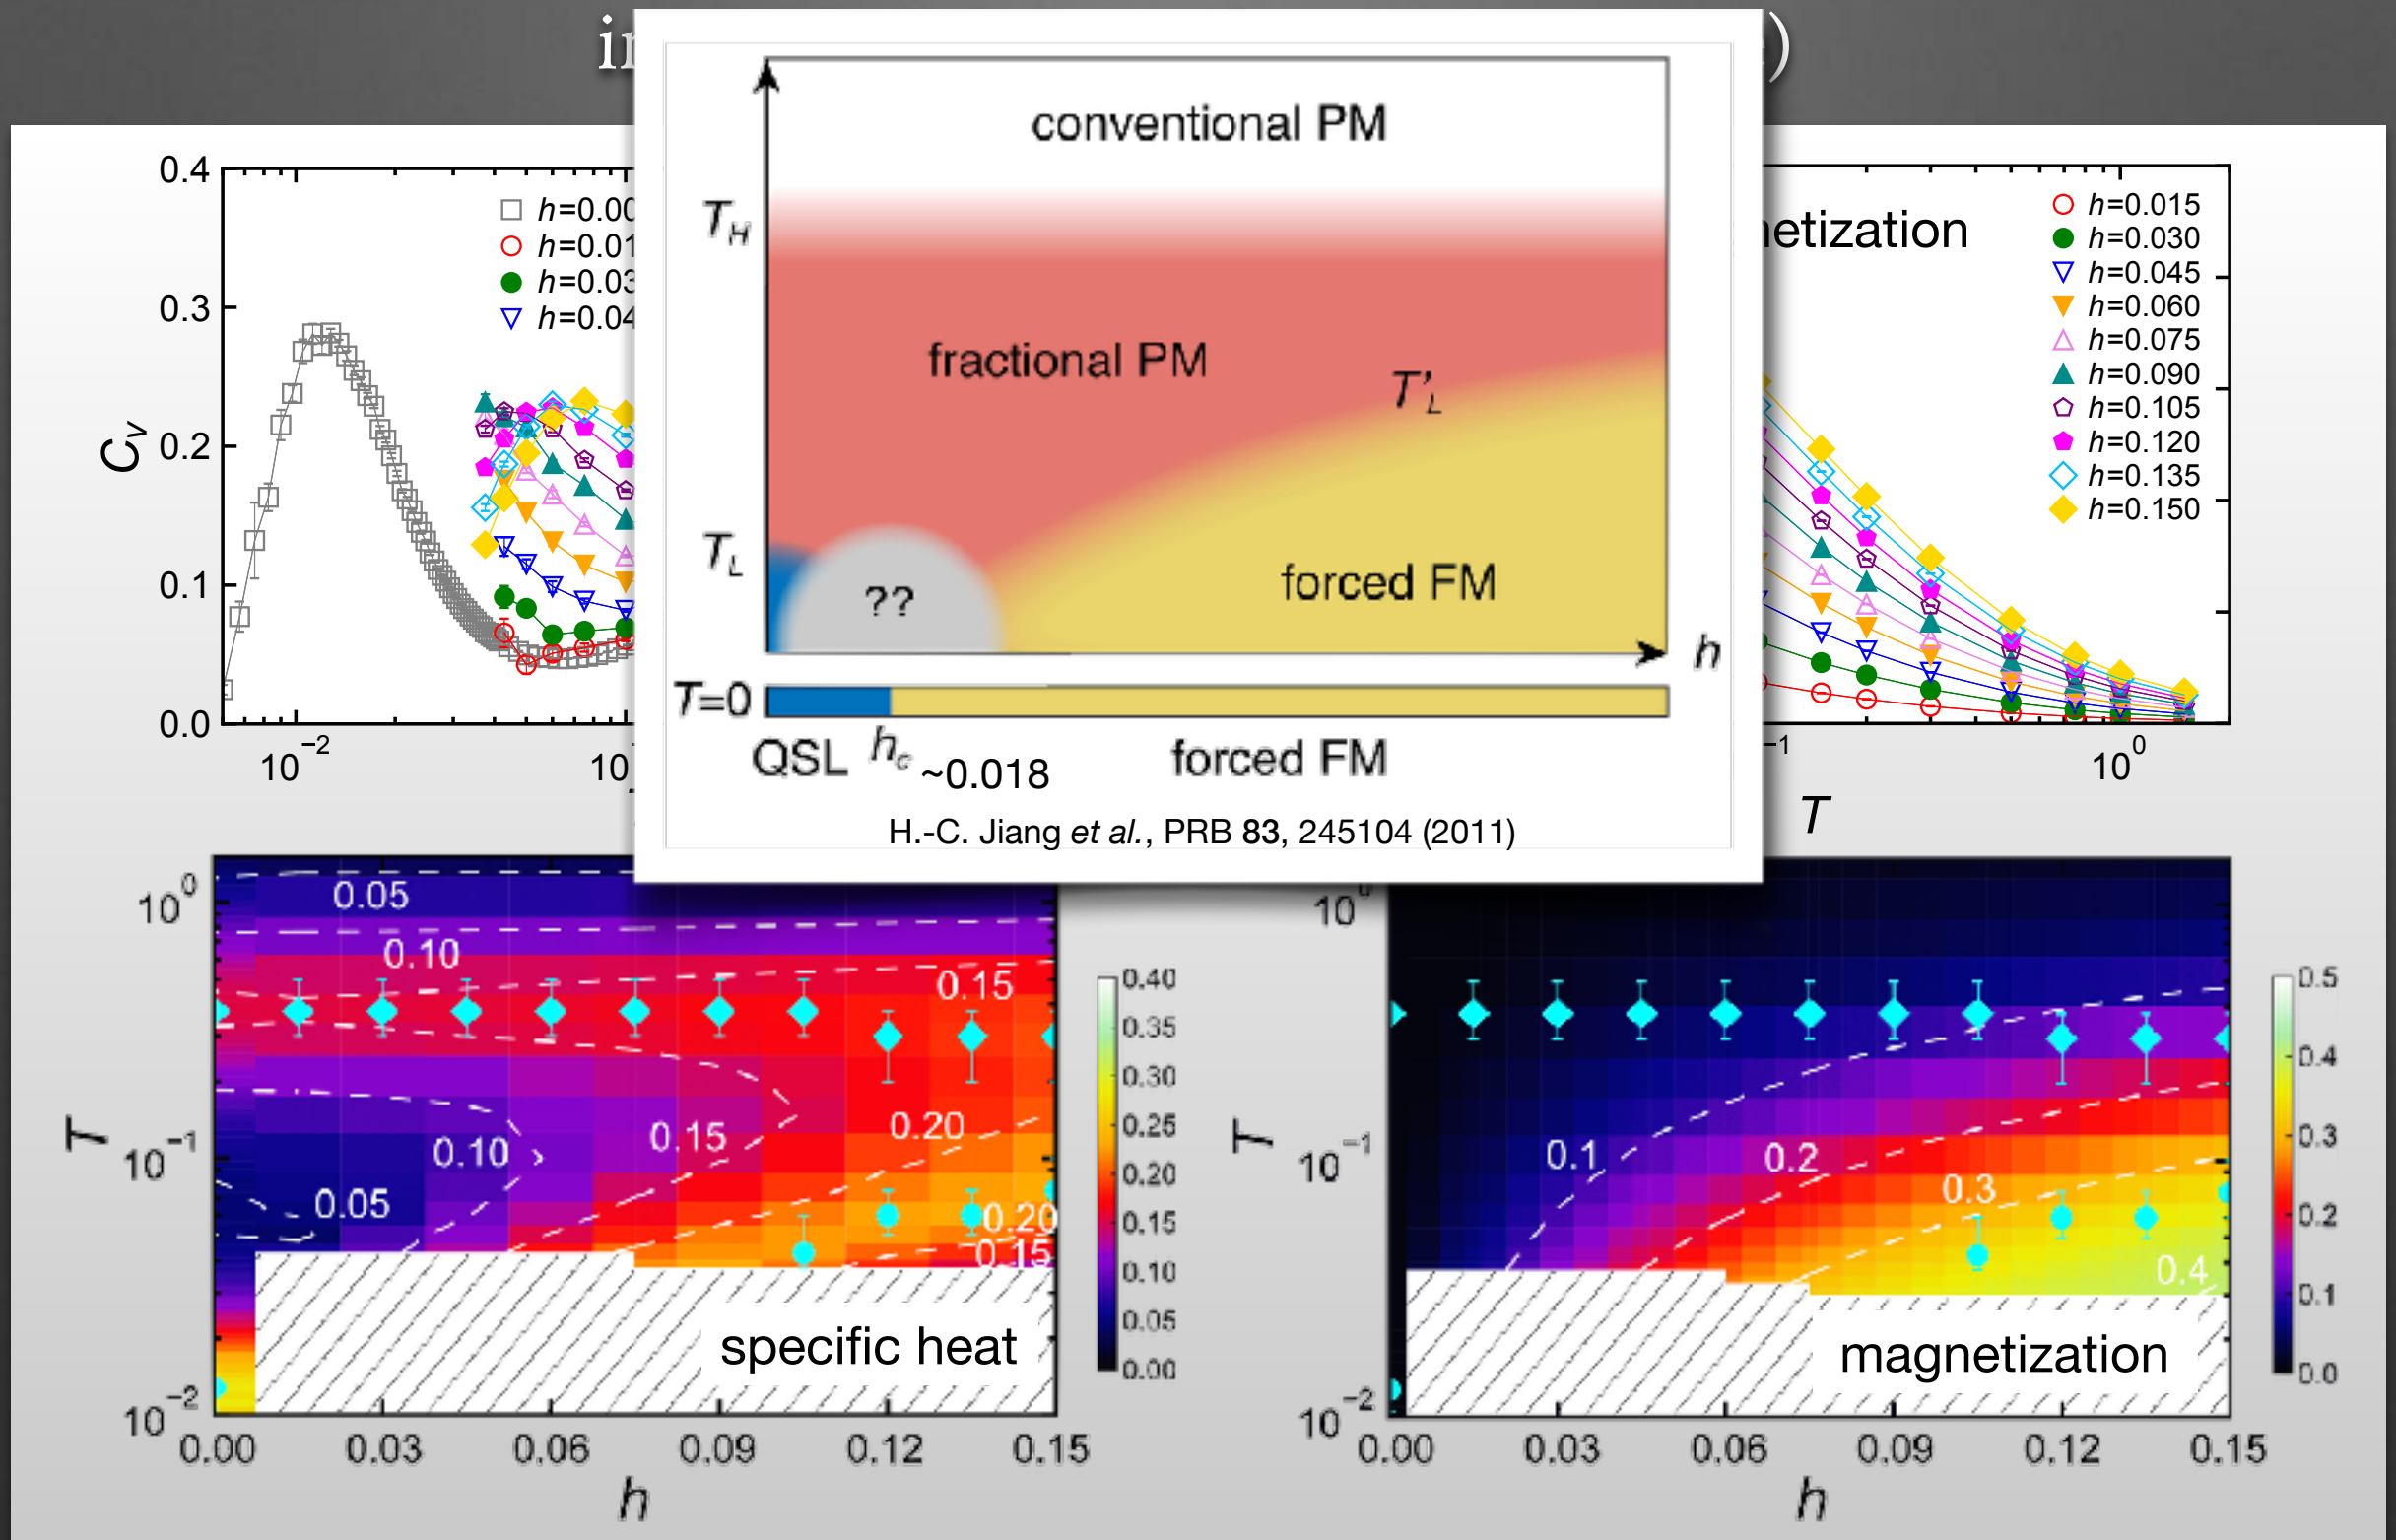 conventional PM
T_H
fractional PM
T'_L
T_L
??
forced FM
h
T=0
QSL h_c ~0.018 forced FM
H.-C. Jiang et al., PRB 83, 245104 (2011)
0.4
0.3
0.2
0.1
0.0
C_V
10^-2
h=0.00
h=0.01
h=0.03
h=0.04
netization
h=0.015
h=0.030
h=0.045
h=0.060
h=0.075
h=0.090
h=0.105
h=0.120
h=0.135
h=0.150
10^0
T
10^0
10^-1
10^-2
T
0.05
0.10
0.15
0.10
0.15
0.20
0.05
0.20
0.15
specific heat
0.00 0.03 0.06 0.09 0.12 0.15
h
0.40
0.35
0.30
0.25
0.20
0.15
0.10
0.05
0.00
10^0
10^-1
10^-2
T
0.1
0.2
0.3
0.4
magnetization
0.00 0.03 0.06 0.09 0.12 0.15
h
0.5
0.4
0.3
0.2
0.1
0.0